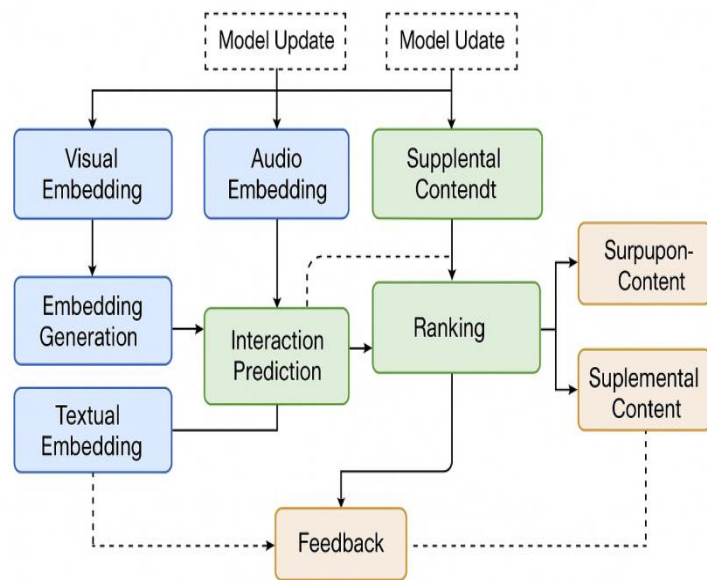 Model Update
Model Udate
Visual
Embedding
Audio
Embedding
Supplental
Contendt
Embedding
Generation
Interaction
Prediction
Ranking
Surpupon-
Content
Textual
Embedding
Suplemental
Content
Feedback